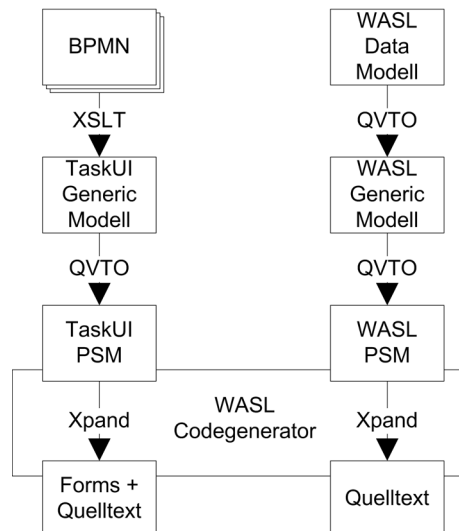 BPMN
WASL
Data
Modell
XSLT
QVTO
TaskUI
Generic
Modell
WASL
Generic
Modell
QVTO
QVTO
TaskUI
PSM
WASL
PSM
Xpand
WASL
Codegenerator
Xpand
Forms +
Quelltext
Quelltext